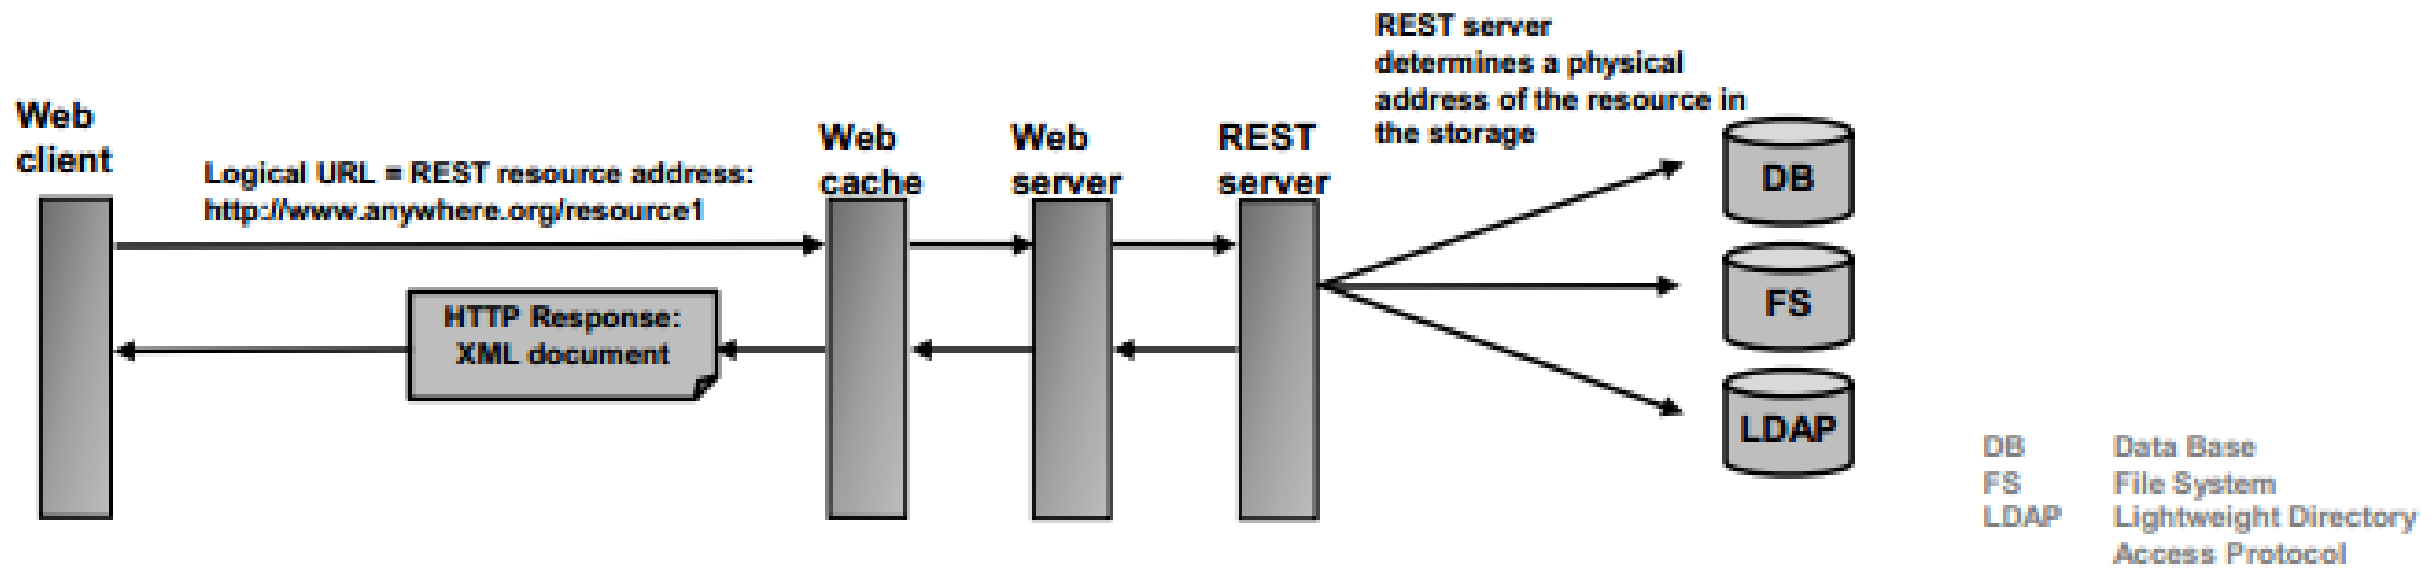 Web
client
Logical URL = REST resource address:
http://www.anywhere.org/resource1
HTTP Response:
XML document
Web
cache
Web
server
REST
server
REST server
determines a physical
address of the resource in
the storage
DB
FS
LDAP
DB Data Base
FS File System
LDAP Lightweight Directory
Access Protocol